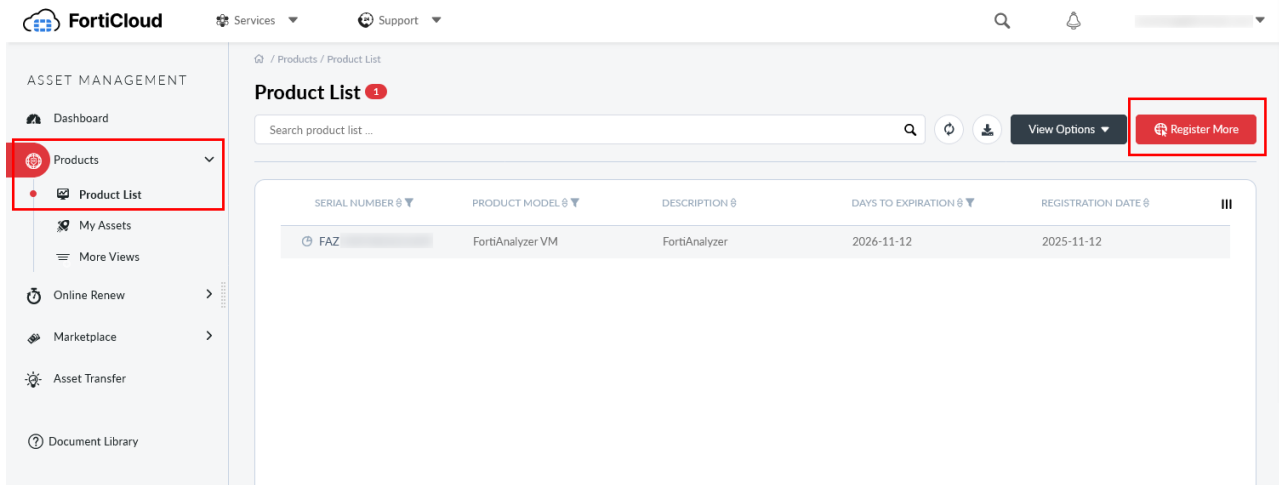 FortiCloud Services Support
ASSET MANAGEMENT
Dashboard
Products
Product List
My Assets
More Views
Online Renew
Marketplace
Asset Transfer
Document Library
/ Products / Product List
Product List 1
Search product list ... View Options Register More
SERIAL NUMBER PRODUCT MODEL DESCRIPTION DAYS TO EXPIRATION REGISTRATION DATE
FAZ FortiAnalyzer VM FortiAnalyzer 2026-11-12 2025-11-12